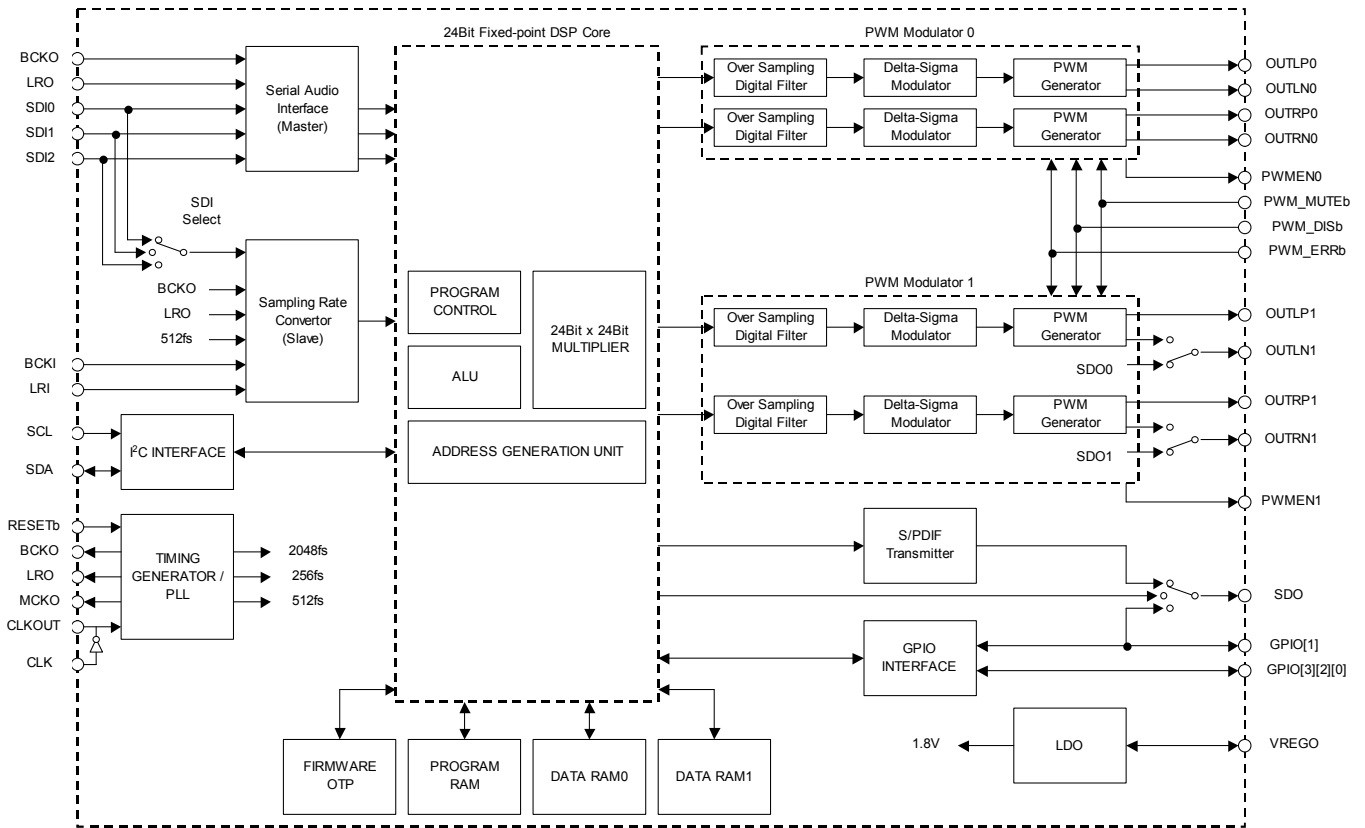 24Bit Fixed-point DSP Core
PWM Modulator 0
BCKO
LRO
SDI0
SDI1
SDI2
Serial Audio
Interface
(Master)
SDI
Select
BCKO
LRO
512fs
Sampling Rate
Convertor
(Slave)
BCKI
LRI
SCL
SDA
I²C INTERFACE
RESETb
BCKO
LRO
MCKO
CLKOUT
CLK
TIMING
GENERATOR /
PLL
2048fs
256fs
512fs
PROGRAM
CONTROL
ALU
24Bit x 24Bit
MULTIPLIER
ADDRESS GENERATION UNIT
FIRMWARE
OTP
PROGRAM
RAM
DATA RAM0
DATA RAM1
Over Sampling
Digital Filter
Delta-Sigma
Modulator
PWM
Generator
Over Sampling
Digital Filter
Delta-Sigma
Modulator
PWM
Generator
OUTLP0
OUTLN0
OUTRP0
OUTRN0
PWMEN0
PWM_MUTEb
PWM_DISb
PWM_ERRb
PWM Modulator 1
Over Sampling
Digital Filter
Delta-Sigma
Modulator
PWM
Generator
SDO0
Over Sampling
Digital Filter
Delta-Sigma
Modulator
PWM
Generator
SDO1
OUTLP1
OUTLN1
OUTRP1
OUTRN1
PWMEN1
S/PDIF
Transmitter
SDO
GPIO
INTERFACE
GPIO[1]
GPIO[3][2][0]
1.8V
LDO
VREGO